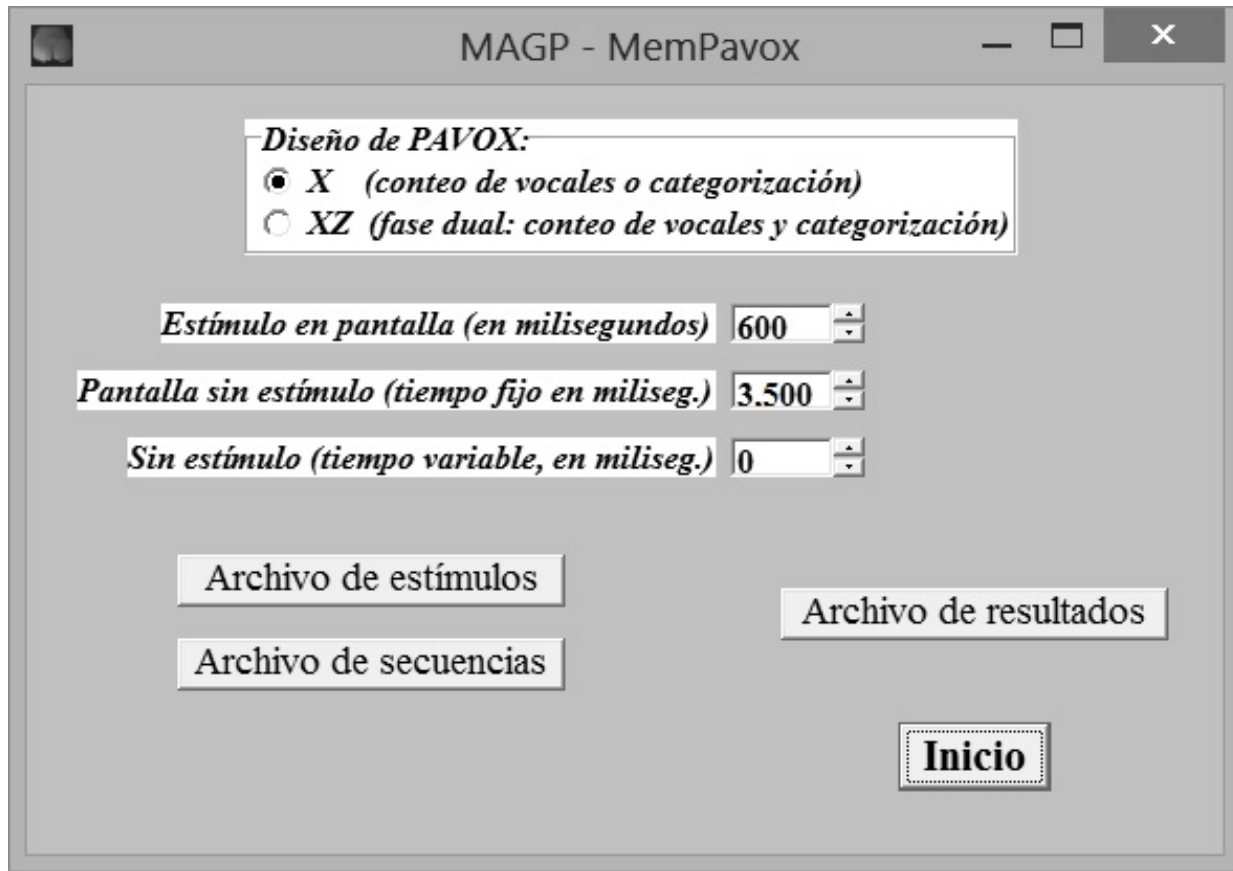 MAGP - MemPavox
Diseño de PAVOX:
X (conteo de vocales o categorización)
XZ (fase dual: conteo de vocales y categorización)
Estímulo en pantalla (en milisegundos) 600
Pantalla sin estímulo (tiempo fijo en miliseg.) 3.500
Sin estímulo (tiempo variable, en miliseg.) 0
Archivo de estímulos
Archivo de resultados
Archivo de secuencias
Inicio